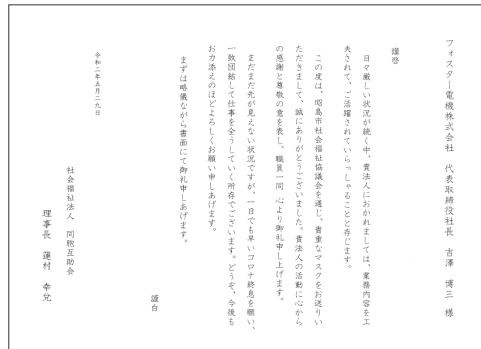 フォスター電機株式会社　代表取締役社長　吉澤　博三　様
謹啓
日々厳しい状況が続く中、貴法人におかれましては、業務内容を工
夫されて、ご活躍されていらっしゃることと存じます。
この度は、昭島市社会福祉協議会を通じ、貴重なマスクをお送りい
ただきまして、誠にありがとうございました。貴法人の活動に心から
の感謝と尊敬の意を表し、職員一同　心より御礼申し上げます。
まだまだ先が見えない状況ですが、一日でも早いコロナ終息を願い、
一致団結して仕事を全うしていく所存でございます。どうぞ、今後も
お力添えのほどよろしくお願い申しあげます。
まずは略儀ながら書面にて御礼申しあげます。
謹白
令和二年五月二九日
社会福祉法人　同胞互助会
理事長　蓮村　幸兌